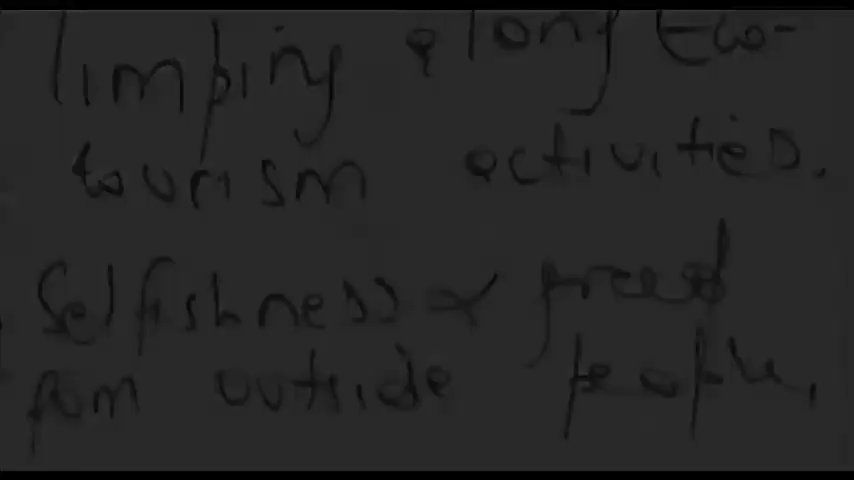 limping along Eco-
tourism activities.
Selfishness & greed
from outside people,